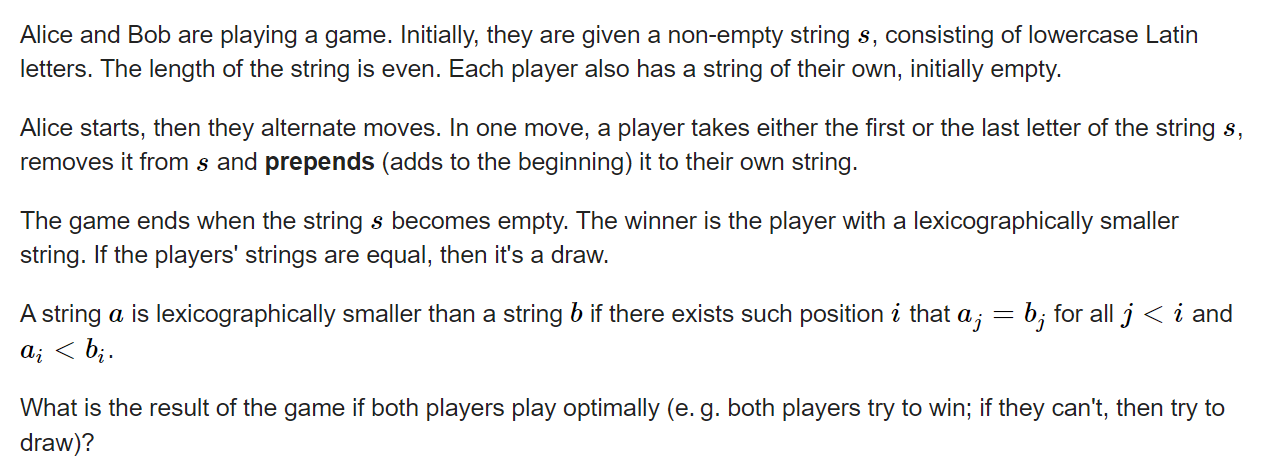 Alice and Bob are playing a game. Initially, they are given a non-empty string s, consisting of lowercase Latin
letters. The length of the string is even. Each player also has a string of their own, initially empty.
Alice starts, then they alternate moves. In one move, a player takes either the first or the last letter of the string s,
removes it from s and prepends (adds to the beginning) it to their own string.
The game ends when the string s becomes empty. The winner is the player with a lexicographically smaller
string. If the players' strings are equal, then it's a draw.
A string a is lexicographically smaller than a string b if there exists such position i that a_j = b_j for all j < i and
a_i < b_i.
What is the result of the game if both players play optimally (e. g. both players try to win; if they can't, then try to
draw)?